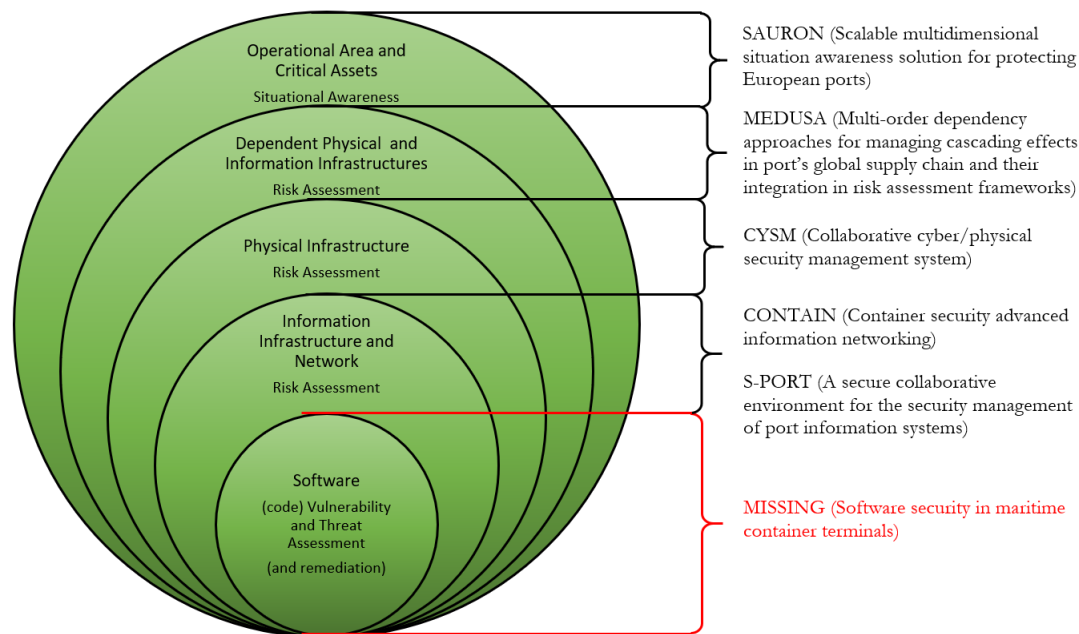 Operational Area and
Critical Assets
Situational Awareness
Dependent Physical and
Information Infrastructures
Risk Assessment
Physical Infrastructure
Risk Assessment
Information
Infrastructure and
Network
Risk Assessment
Software
(code) Vulnerability
and Threat
Assessment
(and remediation)
SAURON (Scalable multidimensional
situation awareness solution for protecting
European ports)
MEDUSA (Multi-order dependency
approaches for managing cascading effects
in port's global supply chain and their
integration in risk assessment frameworks)
CYSM (Collaborative cyber/physical
security management system)
CONTAIN (Container security advanced
information networking)
S-PORT (A secure collaborative
environment for the security management
of port information systems)
MISSING (Software security in maritime
container terminals)